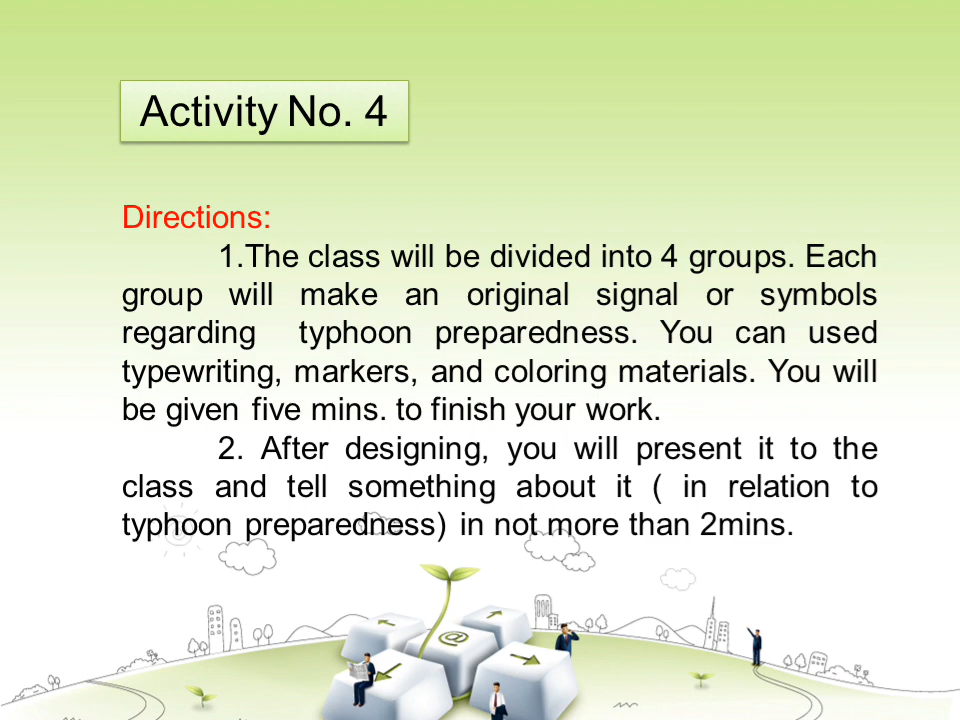 Activity No. 4
Directions:
1.The class will be divided into 4 groups. Each
group will make an original signal or symbols
regarding typhoon preparedness. You can used
typewriting, markers, and coloring materials. You will
be given five mins. to finish your work.
2. After designing, you will present it to the
class and tell something about it ( in relation to
typhoon preparedness) in not more than 2mins.
@